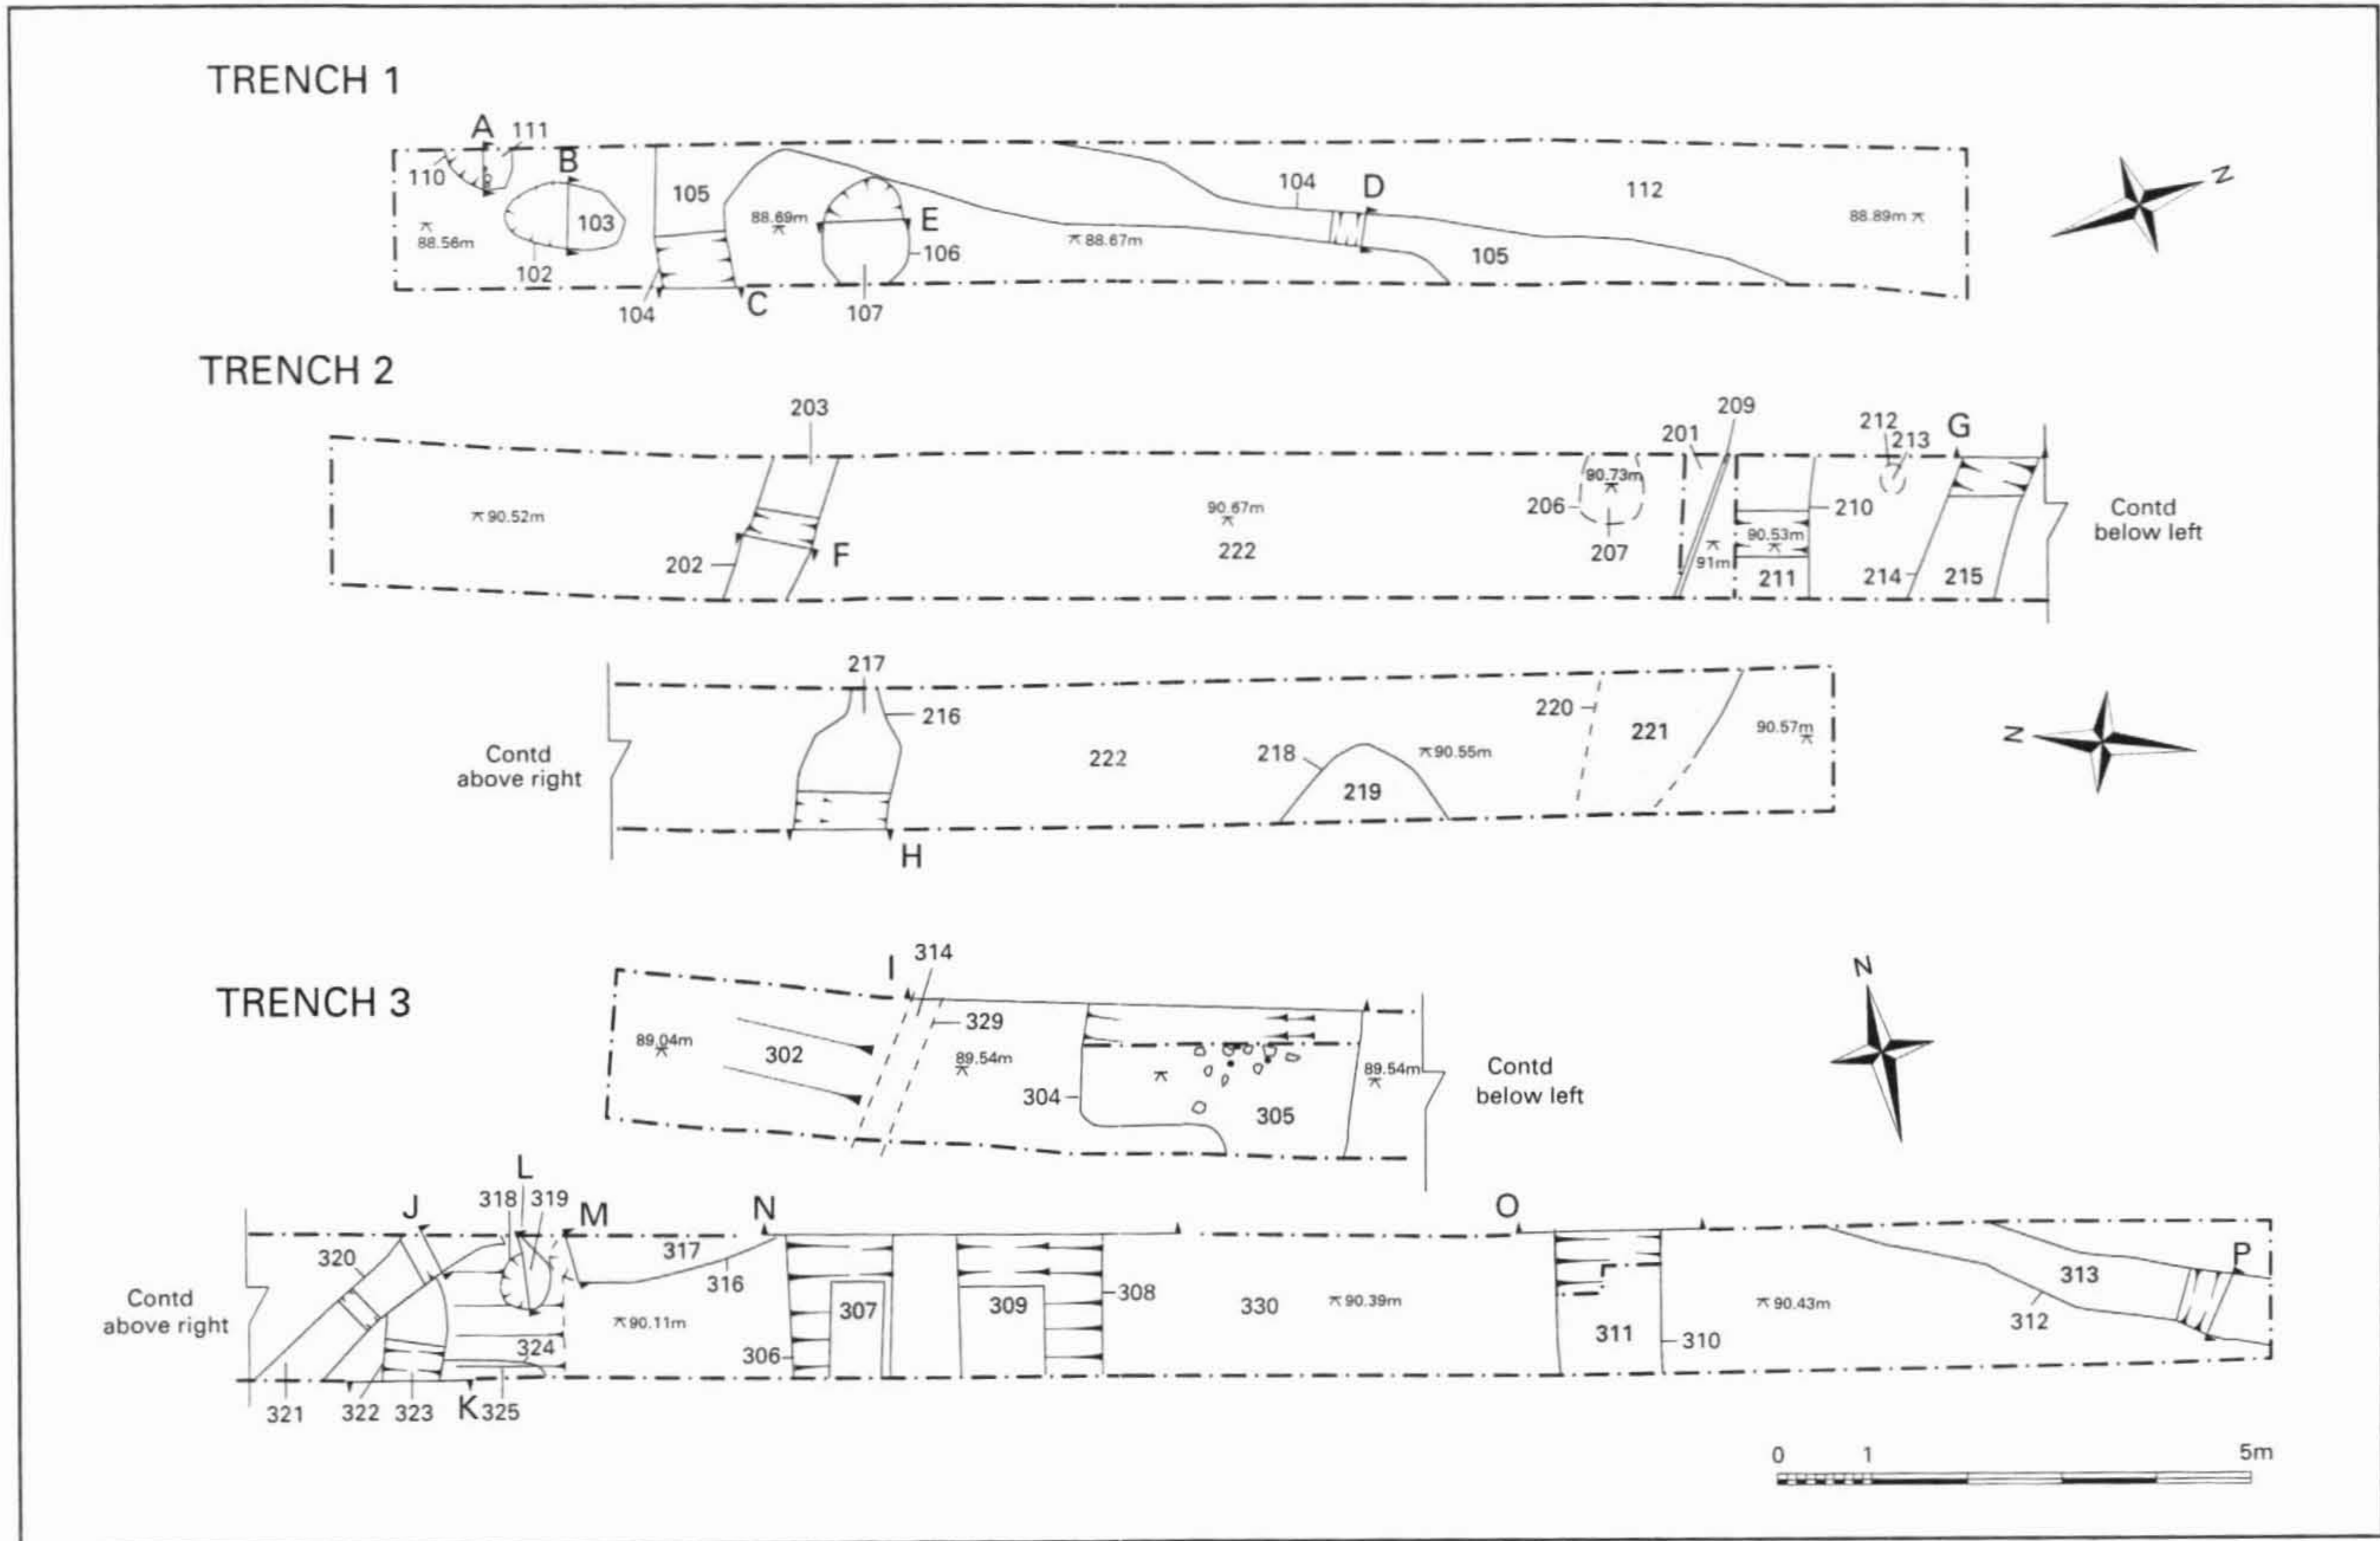 TRENCH 1
A 111
B
110
103
102
88.56m
105
104
C
88.69m
E
106
107
88.67m
104
D
105
112
88.89m
N
TRENCH 2
203
90.52m
202
F
90.67m
222
206
90.73m
207
201
209
91m
90.53m
210
211
212
213
G
214
215
Contd
below left
Contd
above right
217
216
H
222
218
219
90.55m
220
221
90.57m
N
TRENCH 3
I
314
89.04m
302
329
89.54m
304
305
89.54m
Contd
below left
N
Contd
above right
320
J
L
318
319
M
317
316
N
321
322
323
K
325
324
90.11m
306
307
309
308
330
90.39m
O
311
310
90.43m
312
313
P
0 1 5m